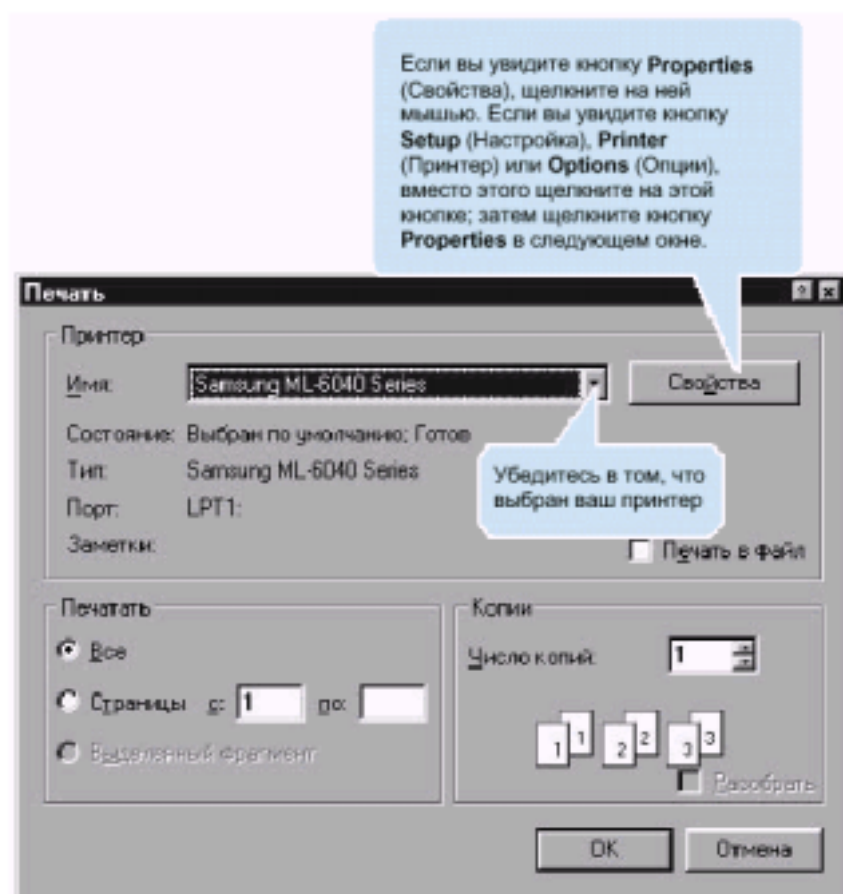 Если вы увидите кнопку Properties
(Свойства), щелкните на ней
мышью. Если вы увидите кнопку
Setup (Настройка), Printer
(Принтер) или Options (Опции),
вместо этого щелкните на этой
кнопке; затем щелкните кнопку
Properties в следующем окне.
Печать
Принтер
Имя: Samsung ML-6040 Series Свойства
Состояние: Выбран по умолчанию; Готов
Тип: Samsung ML-6040 Series
Убедитесь в том, что
выбран ваш принтер
Порт: LPT1:
Заметки: Печать в файл
Печатать
Все
Страницы с: 1 по:
Выделенный фрагмент
Копии
Число копий: 1
1 1 2 2 3 3
Разобрать
OK Отмена